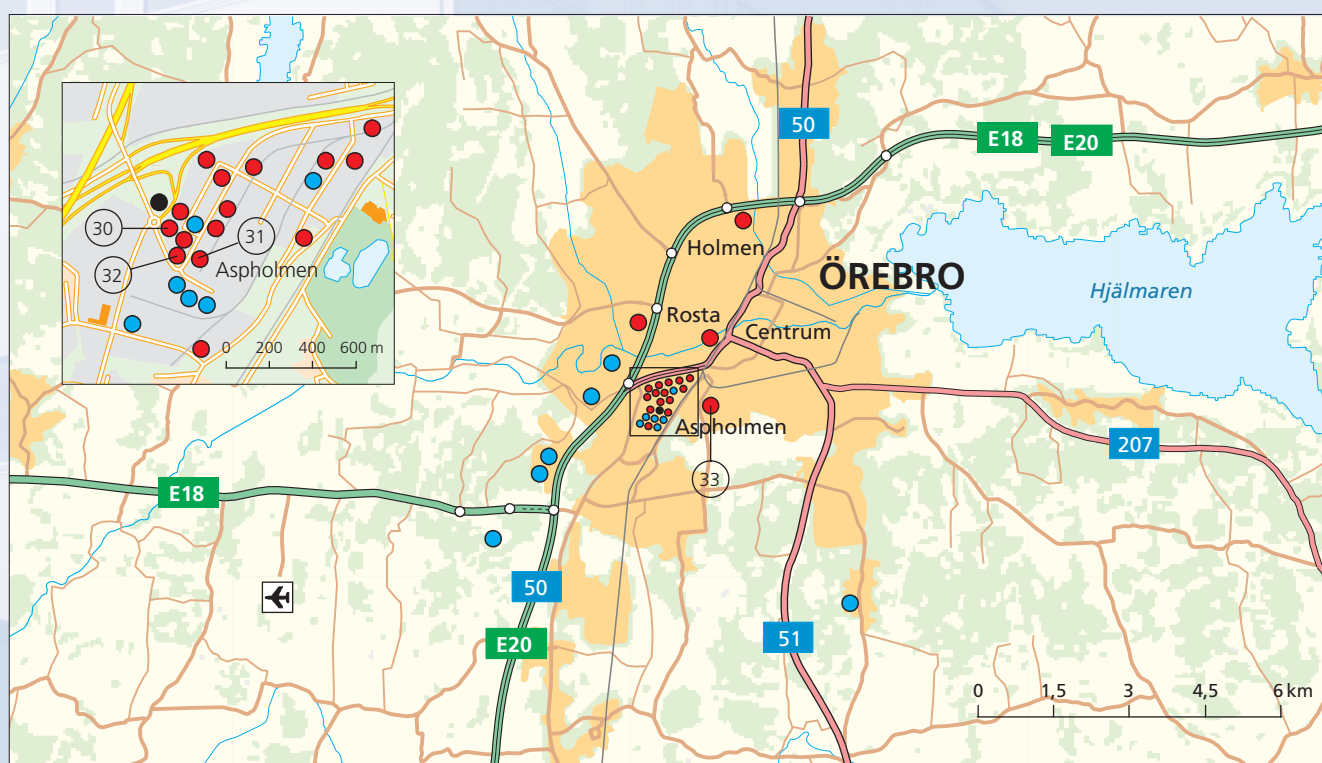 50
E18
E20
30
31
Aspholmen
32
0 200 400 600 m
Holmen
ÖREBRO
Hjälmaren
Rosta
Centrum
Aspholmen
207
33
E18
50
E20
51
0 1,5 3 4,5 6 km